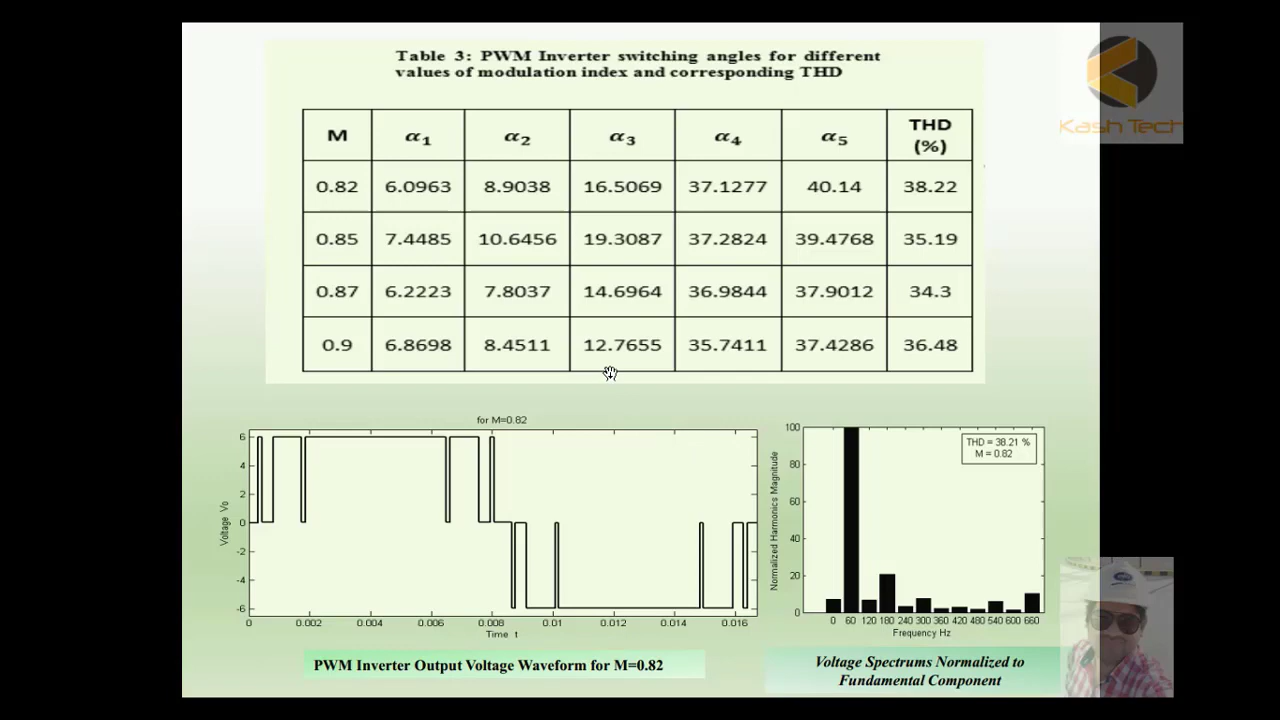 Table 3: PWM Inverter switching angles for different
values of modulation index and corresponding THD
M α1 α2 α3 α4 α5 THD (%)
0.82 6.0963 8.9038 16.5069 37.1277 40.14 38.22
0.85 7.4485 10.6456 19.3087 37.2824 39.4768 35.19
0.87 6.2223 7.8037 14.6964 36.9844 37.9012 34.3
0.9 6.8698 8.4511 12.7655 35.7411 37.4286 36.48
Kash Tech
for M=0.82
Voltage Vo
6
4
2
0
-2
-4
-6
0 0.002 0.004 0.006 0.008 0.01 0.012 0.014 0.016
Time t
PWM Inverter Output Voltage Waveform for M=0.82
Normalized Harmonics Magnitude
100
80
60
40
20
0
THD = 38.21 %
M = 0.82
0 60 120 180 240 300 360 420 480 540 600 660
Frequency Hz
Voltage Spectrums Normalized to
Fundamental Component